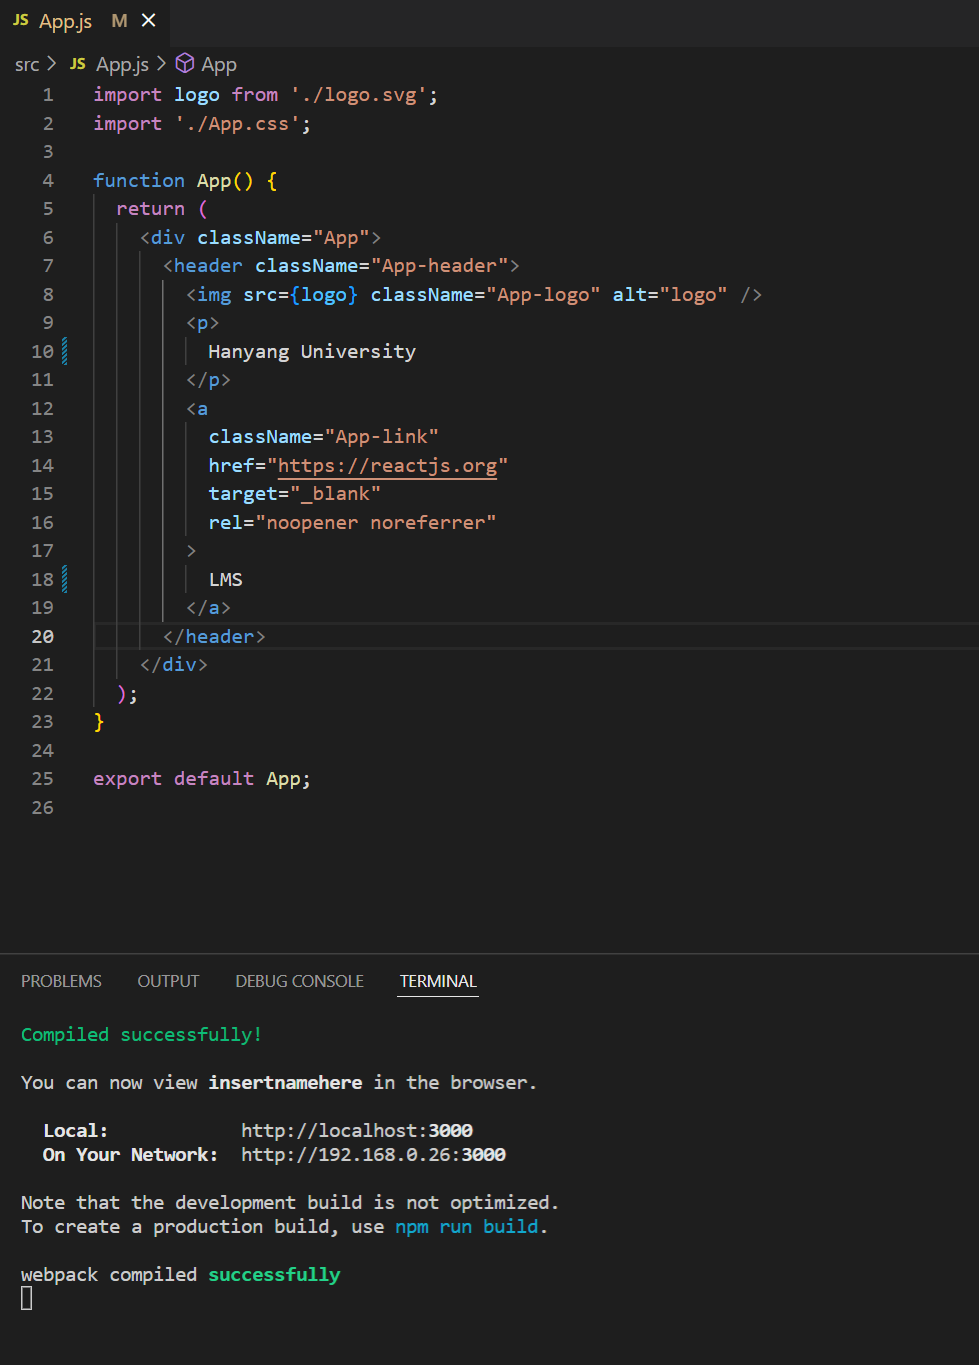 JS App.js M
src > JS App.js > App
1 import logo from './logo.svg';
2 import './App.css';
3
4 function App() {
5   return (
6     <div className="App">
7       <header className="App-header">
8         <img src={logo} className="App-logo" alt="logo" />
9         <p>
10           Hanyang University
11         </p>
12         <a
13           className="App-link"
14           href="https://reactjs.org"
15           target="_blank"
16           rel="noopener noreferrer"
17         >
18           LMS
19         </a>
20       </header>
21     </div>
22   );
23 }
24
25 export default App;
26
PROBLEMS OUTPUT DEBUG CONSOLE TERMINAL
Compiled successfully!
You can now view insertnamehere in the browser.
Local: http://localhost:3000
On Your Network: http://192.168.0.26:3000
Note that the development build is not optimized.
To create a production build, use npm run build.
webpack compiled successfully